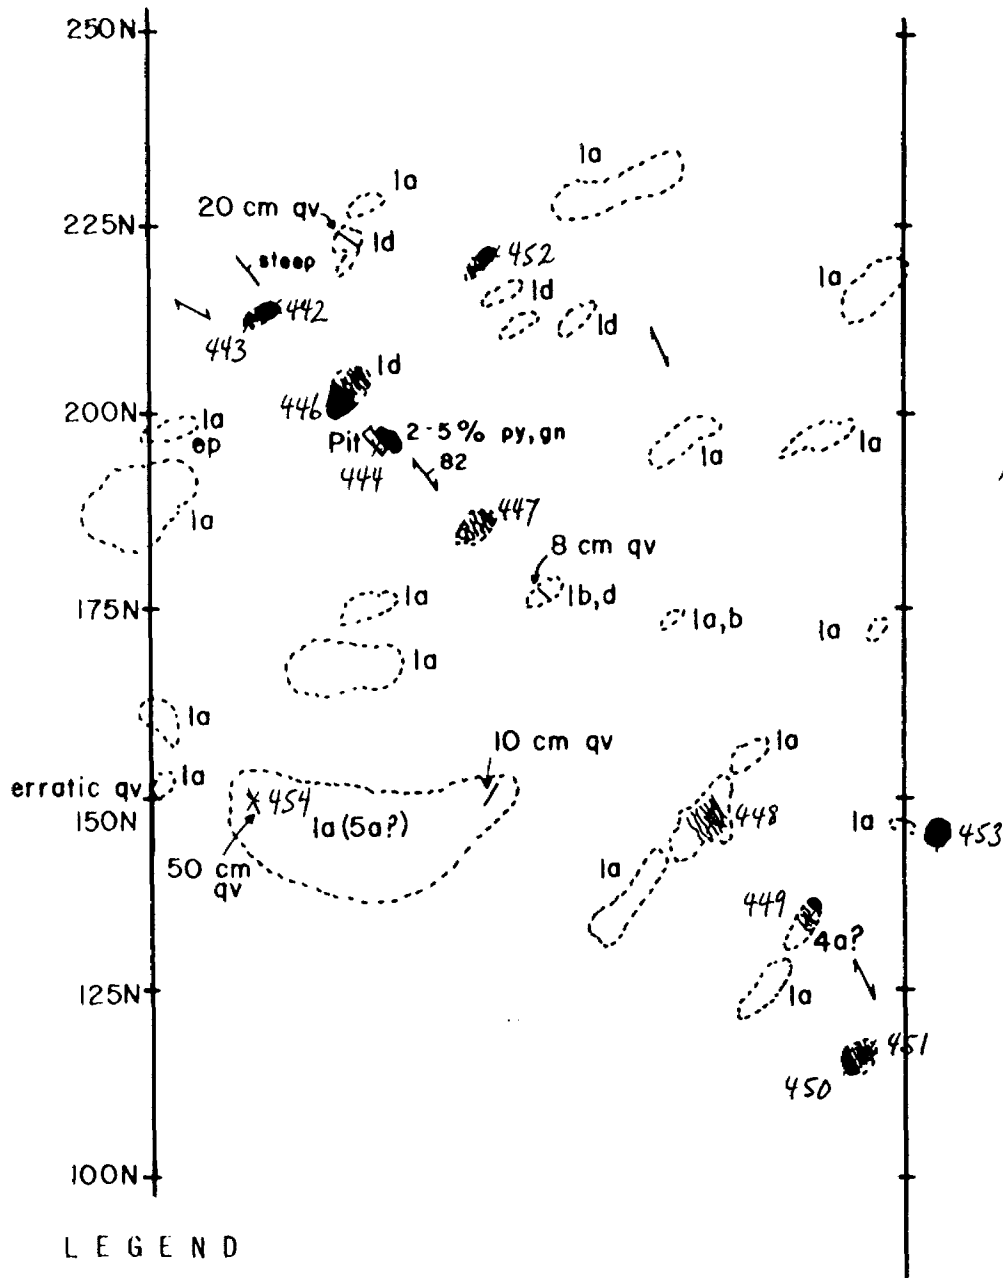 250N
1a
1a
20 cm qv
225N
1d
steep
452
1a
1d
442
1d
443
1d
446
200N
1a
ep
Pit
2-5% py,gn
444
82
1a
1a
1a
447
8 cm qv
1b,d
175N
1a
1a,b
1a
1a
1a
10 cm qv
1a
1a
erratic qv
454
150N
1a(5a?)
448
1a
453
50 cm
qv
1a
449
4a?
125N
1a
451
450
100N
LEGEND